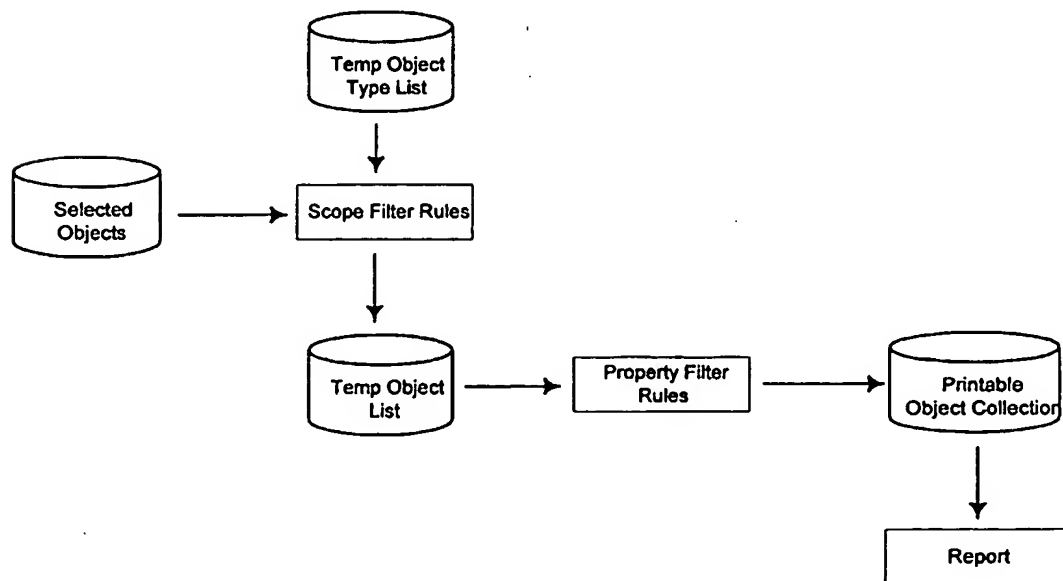 Temp Object
Type List
Selected
Objects
Scope Filter Rules
Temp Object
List
Property Filter
Rules
Printable
Object Collection
Report